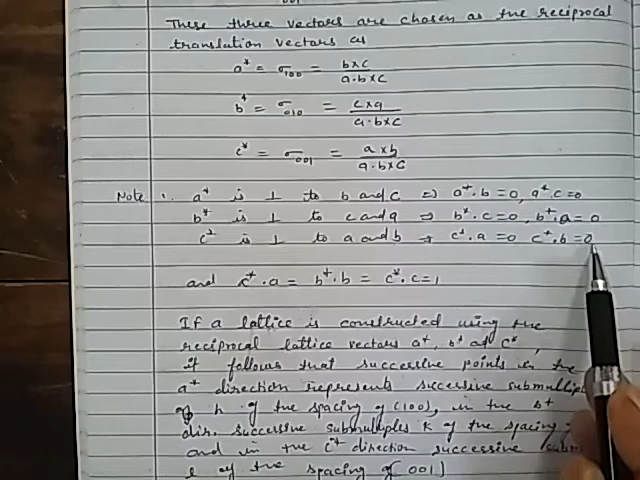 001
These three vectors are chosen as the reciprocal
translation vectors as
a* = σ100 = b×c / a·b×c
b* = σ010 = c×a / a·b×c
c* = σ001 = a×b / a·b×c
Note :. a* is ⊥ to b and c ⇒ a*·b=0, a*·c=0
b* is ⊥ to c and a ⇒ b*·c=0, b*·a=0
c* is ⊥ to a and b → c*·a=0 c*·b=0
and a*·a = b*·b = c*·c=1
If a lattice is constructed using the
reciprocal lattice vectors a*, b* and c*,
it follows that successive points in the
a* direction represents successive submultiples
of h of the spacing of (100), in the b*
dirn. successive submultiples k of the spacing
and in the c* direction successive
l of the spacing of 001)